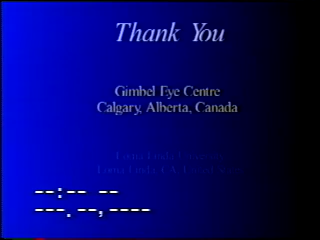 Thank You
Gimbel Eye Centre
Calgary, Alberta, Canada
--:-- --
---. --, ----